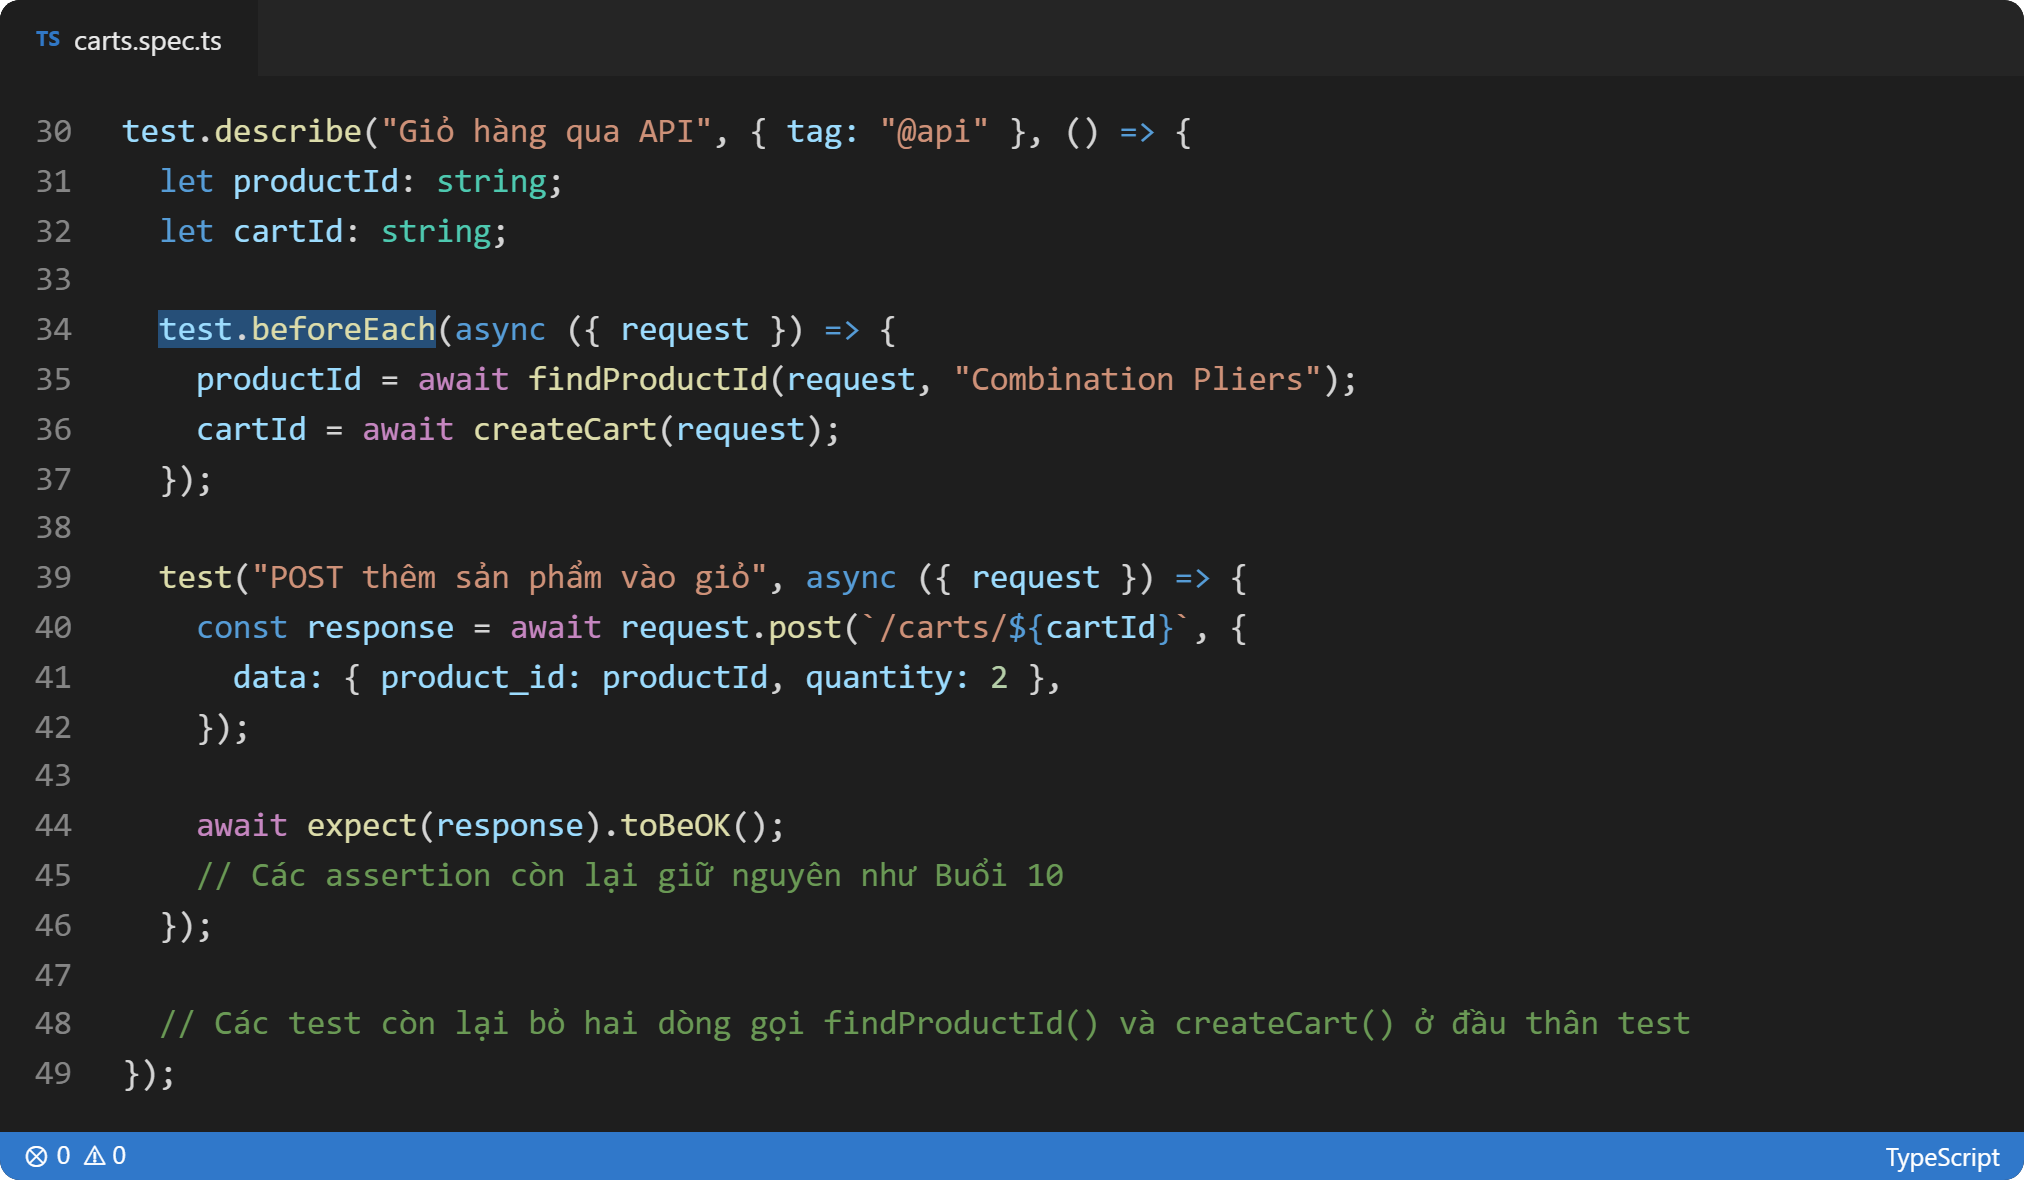 TS carts.spec.ts
30 test.describe("Giỏ hàng qua API", { tag: "@api" }, () => {
31   let productId: string;
32   let cartId: string;
33
34   test.beforeEach(async ({ request }) => {
35     productId = await findProductId(request, "Combination Pliers");
36     cartId = await createCart(request);
37   });
38
39   test("POST thêm sản phẩm vào giỏ", async ({ request }) => {
40     const response = await request.post(`/carts/${cartId}`, {
41       data: { product_id: productId, quantity: 2 },
42     });
43
44     await expect(response).toBeOK();
45     // Các assertion còn lại giữ nguyên như Buổi 10
46   });
47
48   // Các test còn lại bỏ hai dòng gọi findProductId() và createCart() ở đầu thân test
49 });
0 0 TypeScript